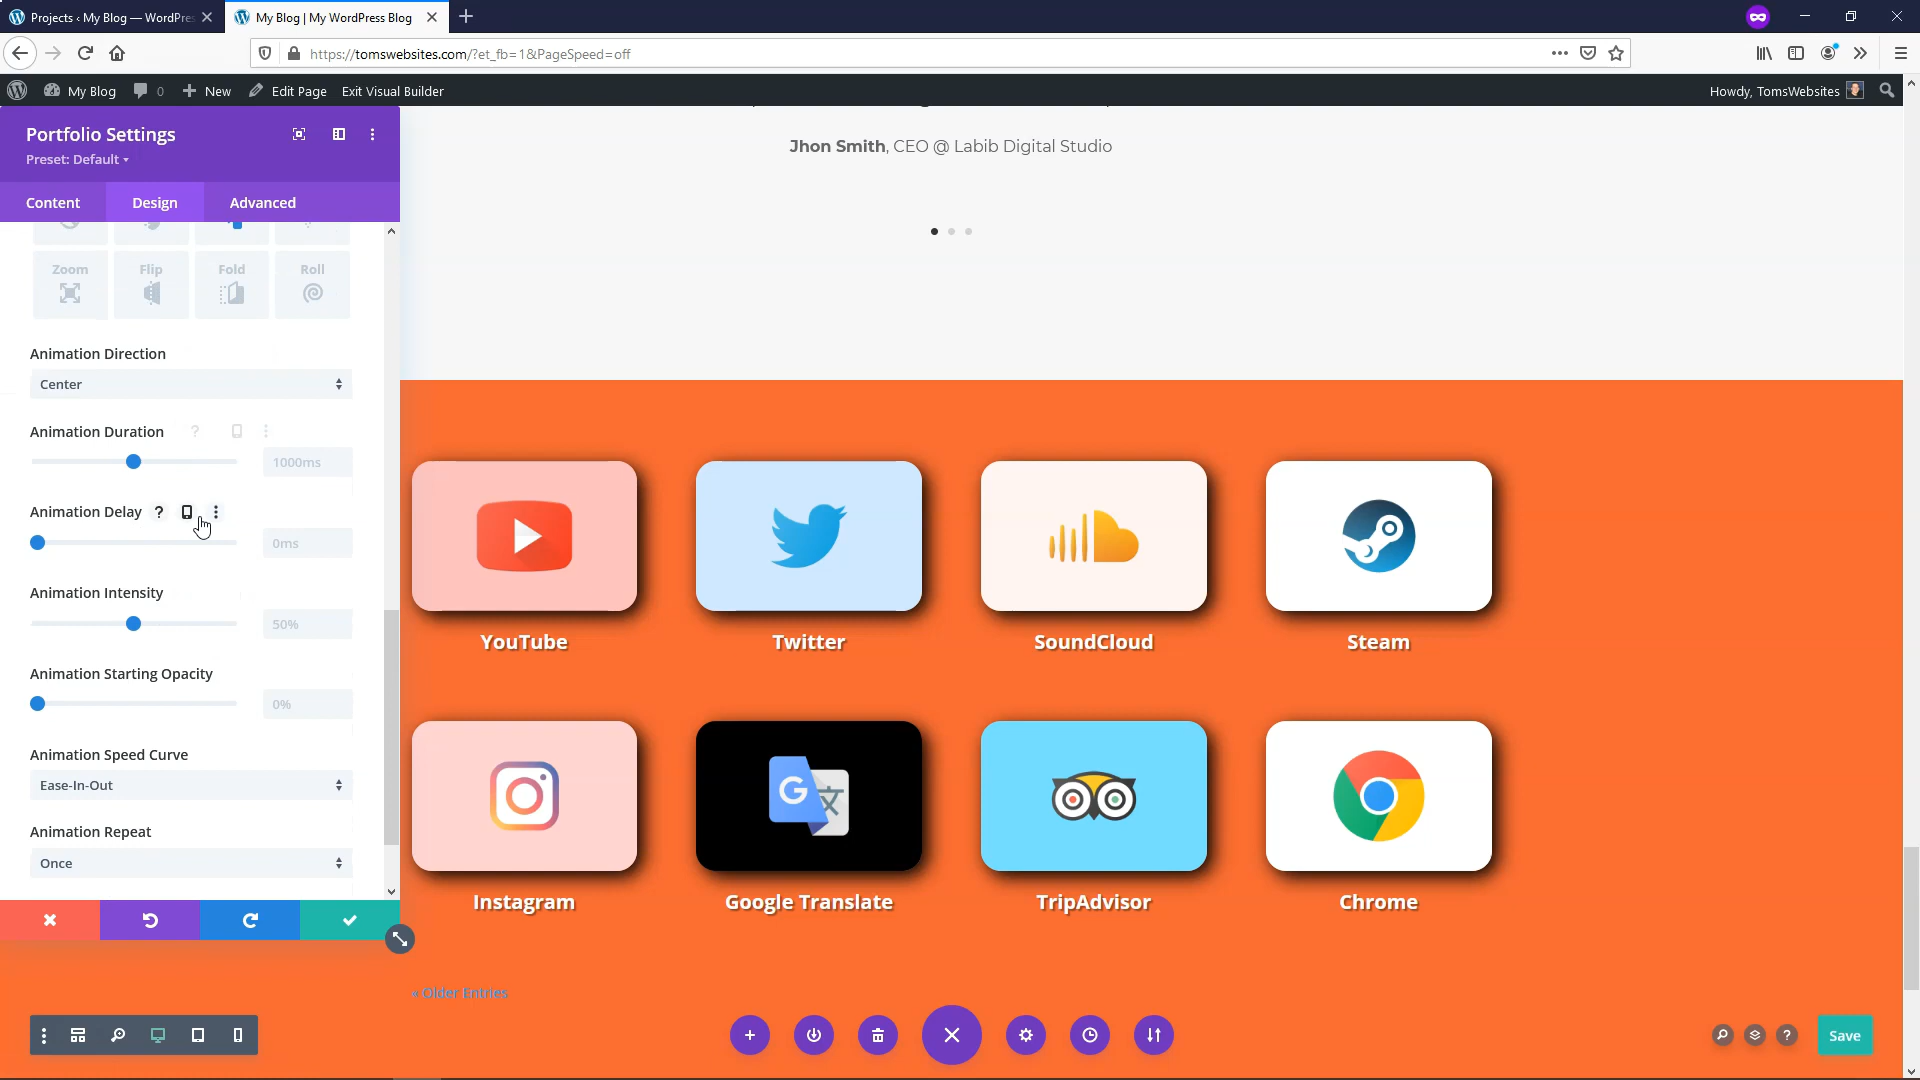 Projects ‹ My Blog — WordPres
My Blog | My WordPress Blog
https://tomswebsites.com/?et_fb=1&PageSpeed=off
My Blog
0
New
Edit Page
Exit Visual Builder
Howdy, TomsWebsites
Portfolio Settings
Preset: Default
Content
Design
Advanced
Zoom
Flip
Fold
Roll
Animation Direction
Center
Animation Duration
?
1000ms
Animation Delay
?
0ms
Animation Intensity
50%
Animation Starting Opacity
0%
Animation Speed Curve
Ease-In-Out
Animation Repeat
Once
Jhon Smith, CEO @ Labib Digital Studio
YouTube
Twitter
SoundCloud
Steam
G
文
Instagram
Google Translate
TripAdvisor
Chrome
« Older Entries
?
Save